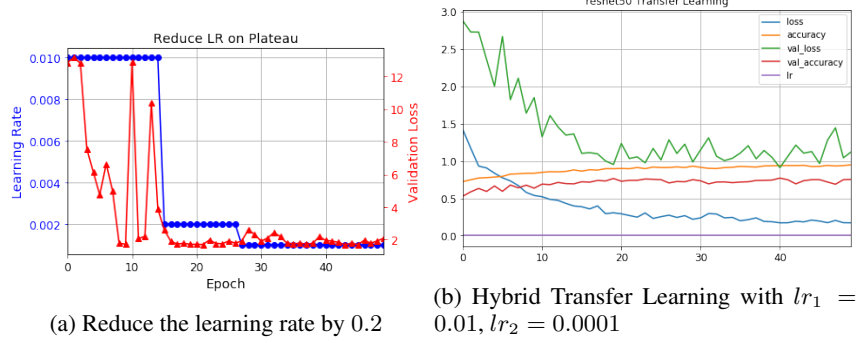 Reduce LR on Plateau
Learning Rate
0.010
0.008
0.006
0.004
0.002
12
10
8
6
4
2
Validation Loss
0 10 20 30 40
Epoch
(a) Reduce the learning rate by 0.2
resnet50 Transfer Learning
3.0
2.5
2.0
1.5
1.0
0.5
0.0
loss
accuracy
val_loss
val_accuracy
lr
0 10 20 30 40
(b) Hybrid Transfer Learning with lr₁ =
0.01, lr₂ = 0.0001